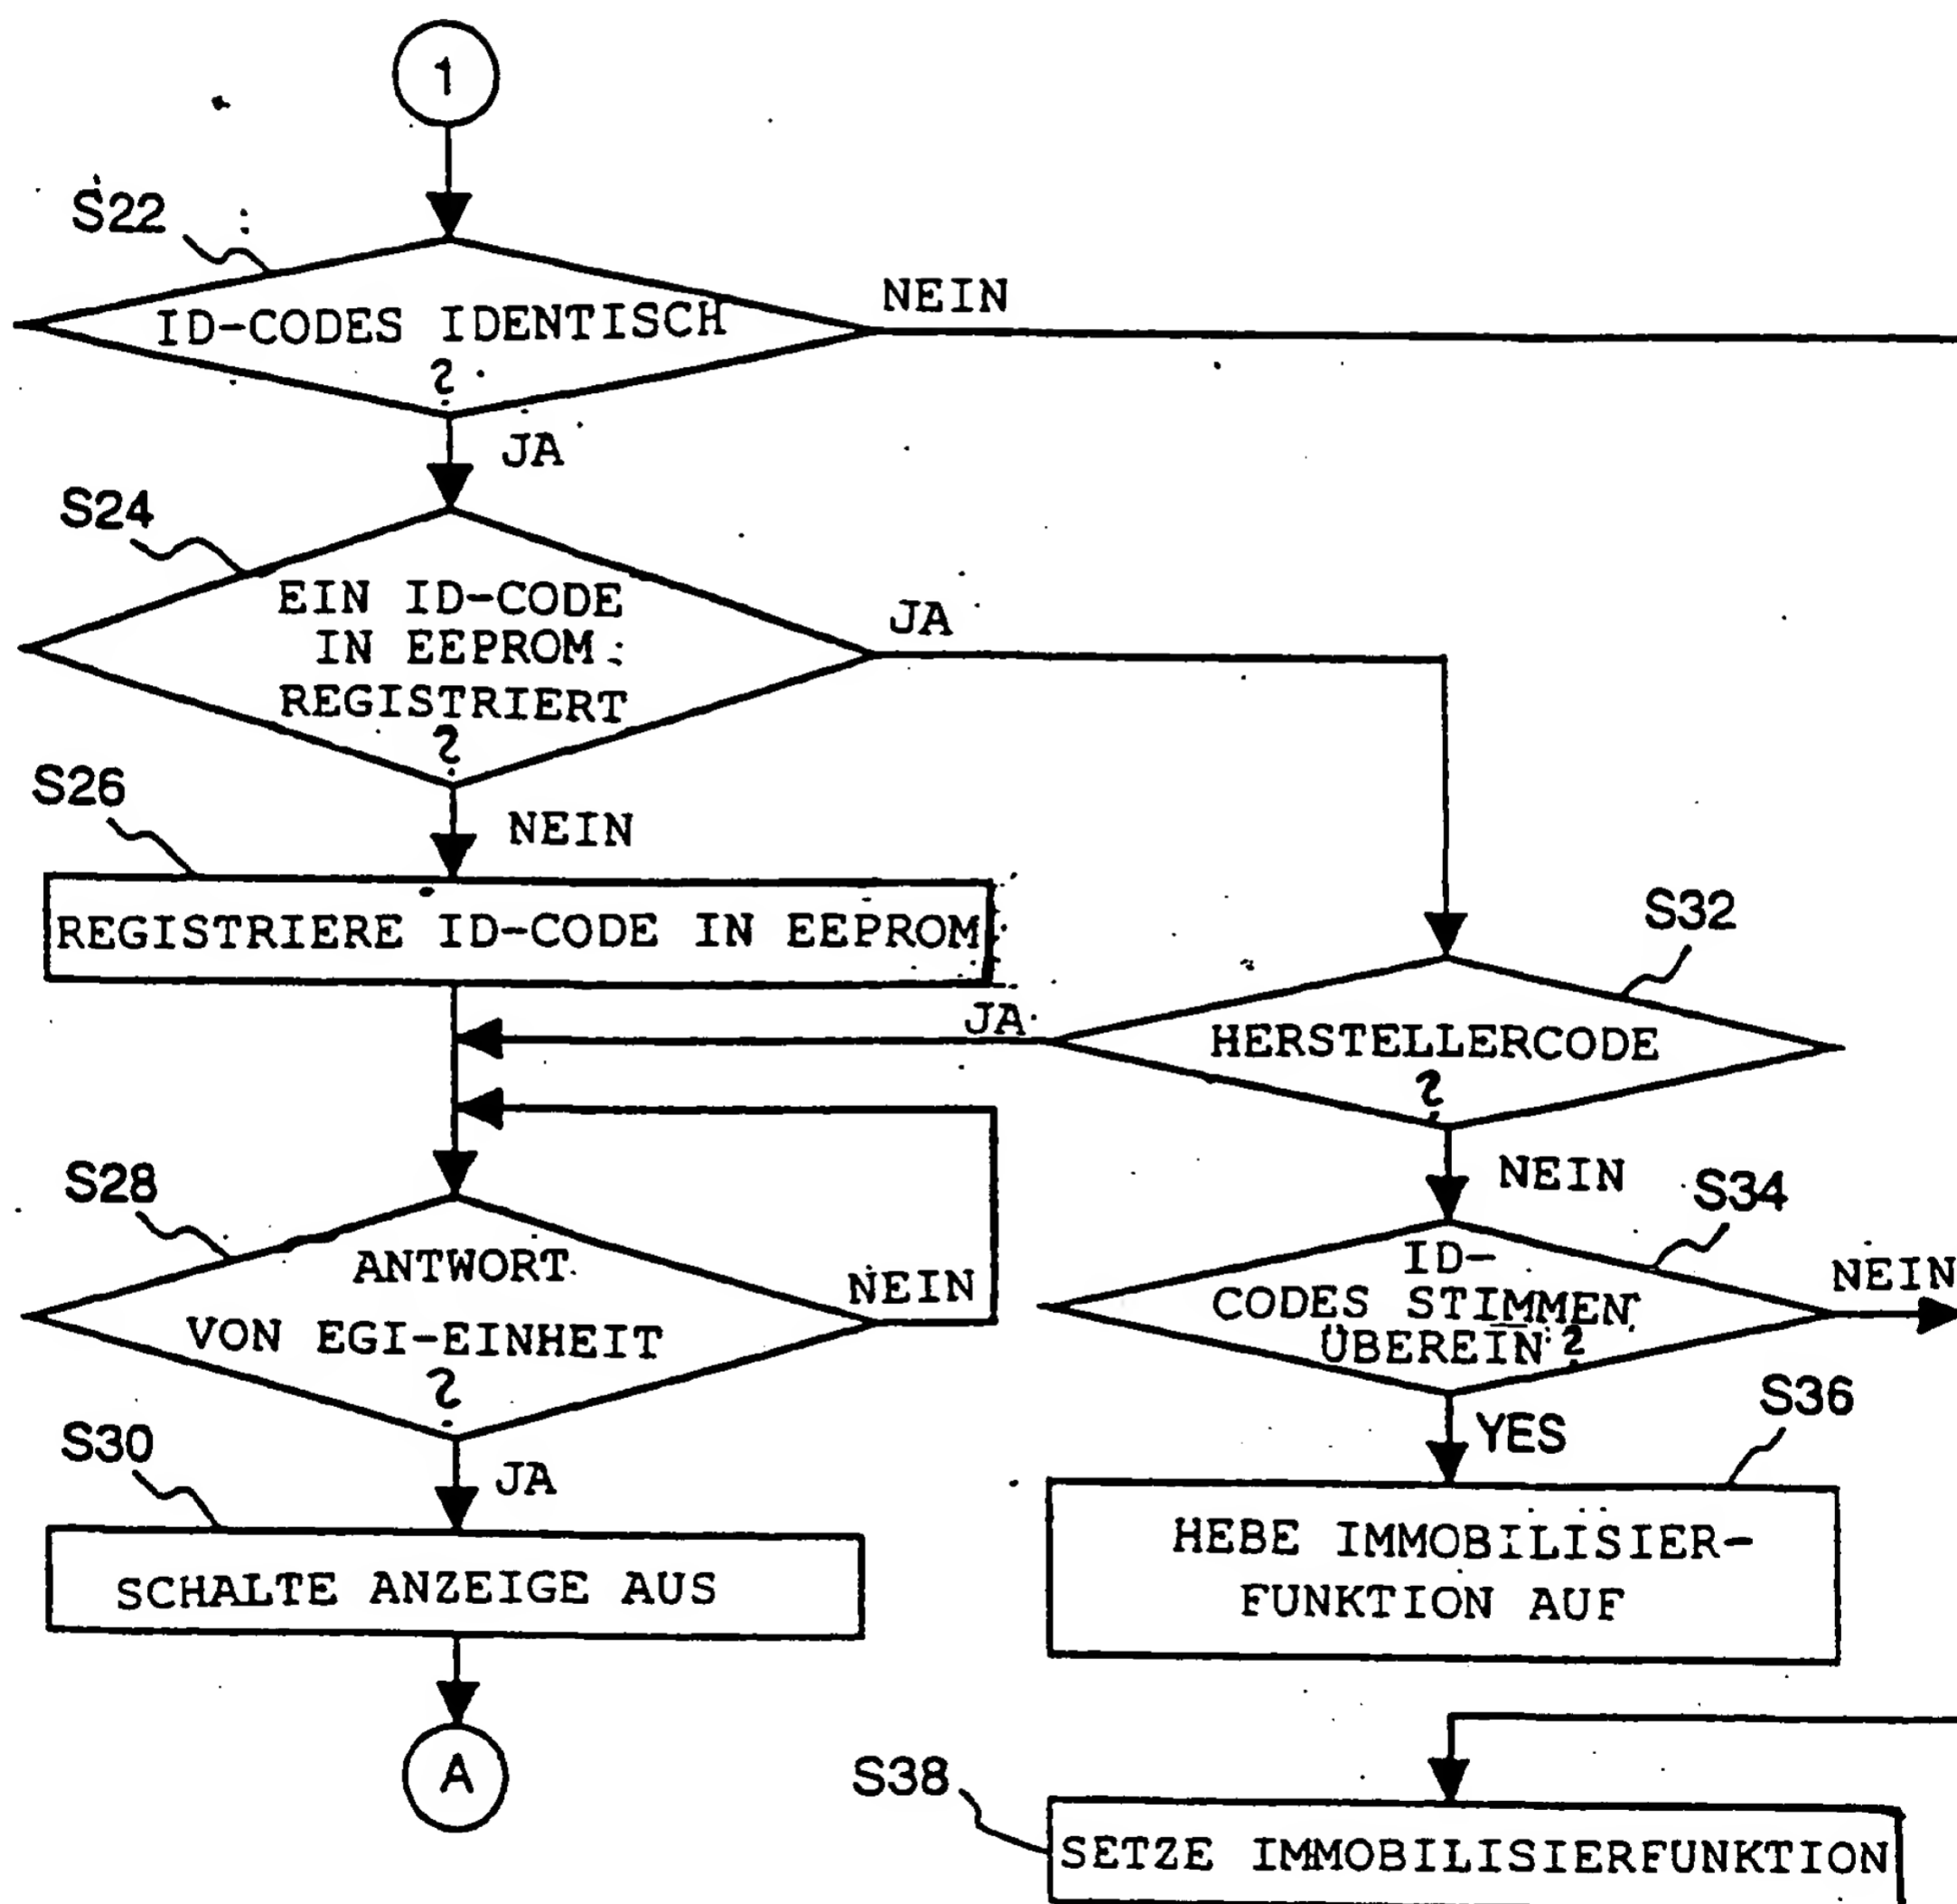 1
S22
ID-CODES IDENTISCH
?
NEIN
JA
S24
EIN ID-CODE
IN EEPROM
REGISTRIERT
?
JA
S26
NEIN
REGISTRIERE ID-CODE IN EEPROM
S32
JA
HERSTELLERCODE
?
NEIN
S28
ANTWORT
VON EGI-EINHEIT
?
NEIN
S34
ID-
CODES STIMMEN
ÜBEREIN ?
NEIN
S30
JA
YES
S36
SCHALTE ANZEIGE AUS
HEBE IMMOBILISIER-
FUNKTION AUF
A
S38
SETZE IMMOBILISIERFUNKTION